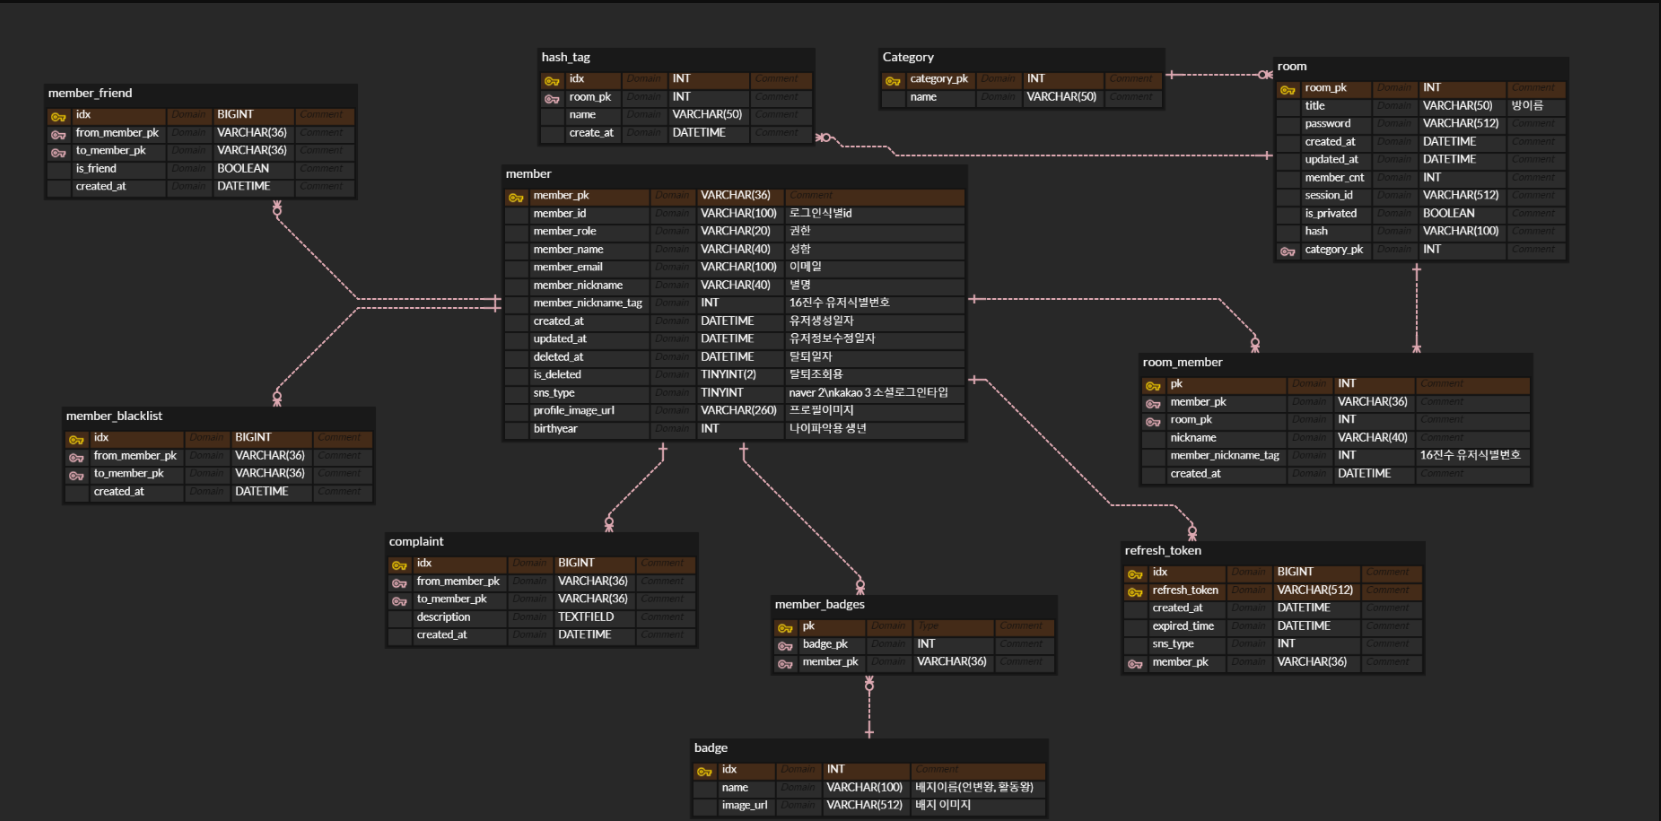 hash_tag
idx Domain INT Comment
room_pk Domain INT Comment
name Domain VARCHAR(50) Comment
create_at Domain DATETIME Comment
Category
category_pk Domain INT Comment
name Domain VARCHAR(50) Comment
room
room_pk Domain INT Comment
title Domain VARCHAR(50) 방이름
password Domain VARCHAR(512) Comment
created_at Domain DATETIME Comment
updated_at Domain DATETIME Comment
member_cnt Domain INT Comment
session_id Domain VARCHAR(512) Comment
is_privated Domain BOOLEAN Comment
hash Domain VARCHAR(100) Comment
category_pk Domain INT Comment
member_friend
idx Domain BIGINT Comment
from_member_pk Domain VARCHAR(36) Comment
to_member_pk Domain VARCHAR(36) Comment
is_friend Domain BOOLEAN Comment
created_at Domain DATETIME Comment
member
member_pk Domain VARCHAR(36) Comment
member_id Domain VARCHAR(100) 로그인식별id
member_role Domain VARCHAR(20) 권한
member_name Domain VARCHAR(40) 성함
member_email Domain VARCHAR(100) 이메일
member_nickname Domain VARCHAR(40) 별명
member_nickname_tag Domain INT 16진수 유저식별번호
created_at Domain DATETIME 유저생성일자
updated_at Domain DATETIME 유저정보수정일자
deleted_at Domain DATETIME 탈퇴일자
is_deleted Domain TINYINT(2) 탈퇴조회용
sns_type Domain TINYINT naver 2\nkakao 3 소셜로그인타입
profile_image_url Domain VARCHAR(260) 프로필이미지
birthyear Domain INT 나이파악용 생년
room_member
pk Domain INT Comment
member_pk Domain VARCHAR(36) Comment
room_pk Domain INT Comment
nickname Domain VARCHAR(40) Comment
member_nickname_tag Domain INT 16진수 유저식별번호
created_at Domain DATETIME Comment
member_blacklist
idx Domain BIGINT Comment
from_member_pk Domain VARCHAR(36) Comment
to_member_pk Domain VARCHAR(36) Comment
created_at Domain DATETIME Comment
complaint
idx Domain BIGINT Comment
from_member_pk Domain VARCHAR(36) Comment
to_member_pk Domain VARCHAR(36) Comment
description Domain TEXTFIELD Comment
created_at Domain DATETIME Comment
refresh_token
idx Domain BIGINT Comment
refresh_token Domain VARCHAR(512) Comment
created_at Domain DATETIME Comment
expired_time Domain DATETIME Comment
sns_type Domain INT Comment
member_pk Domain VARCHAR(36) Comment
member_badges
pk Domain Type Comment
badge_pk Domain INT Comment
member_pk Domain VARCHAR(36) Comment
badge
idx Domain INT Comment
name Domain VARCHAR(100) 배지이름(언변왕, 활동왕)
image_url Domain VARCHAR(512) 배지 이미지